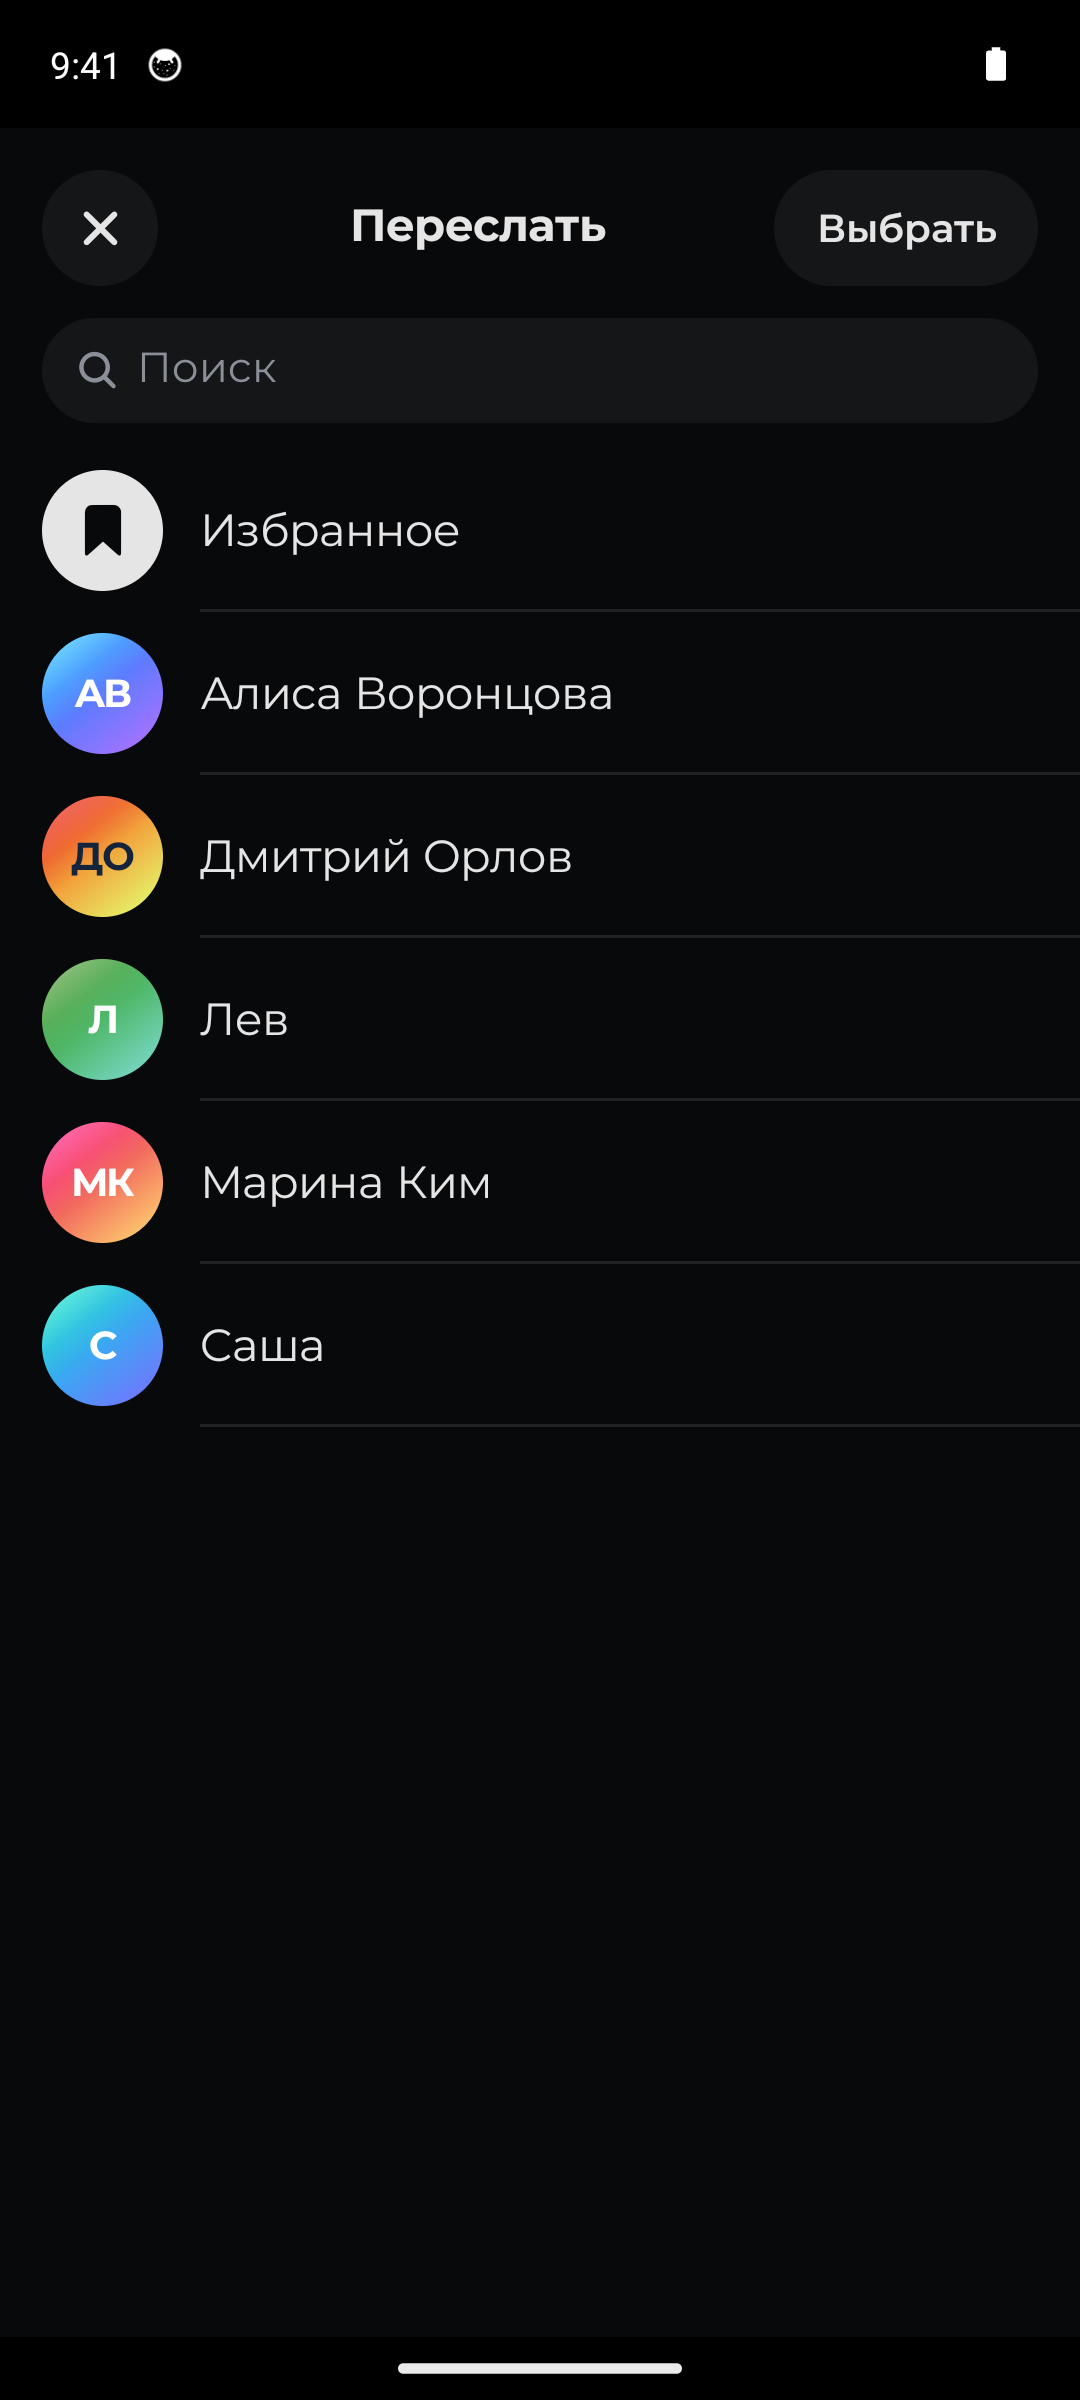 9:41
Переслать
Выбрать
Поиск
Избранное
АВ
Алиса Воронцова
ДО
Дмитрий Орлов
Л
Лев
МК
Марина Ким
С
Саша